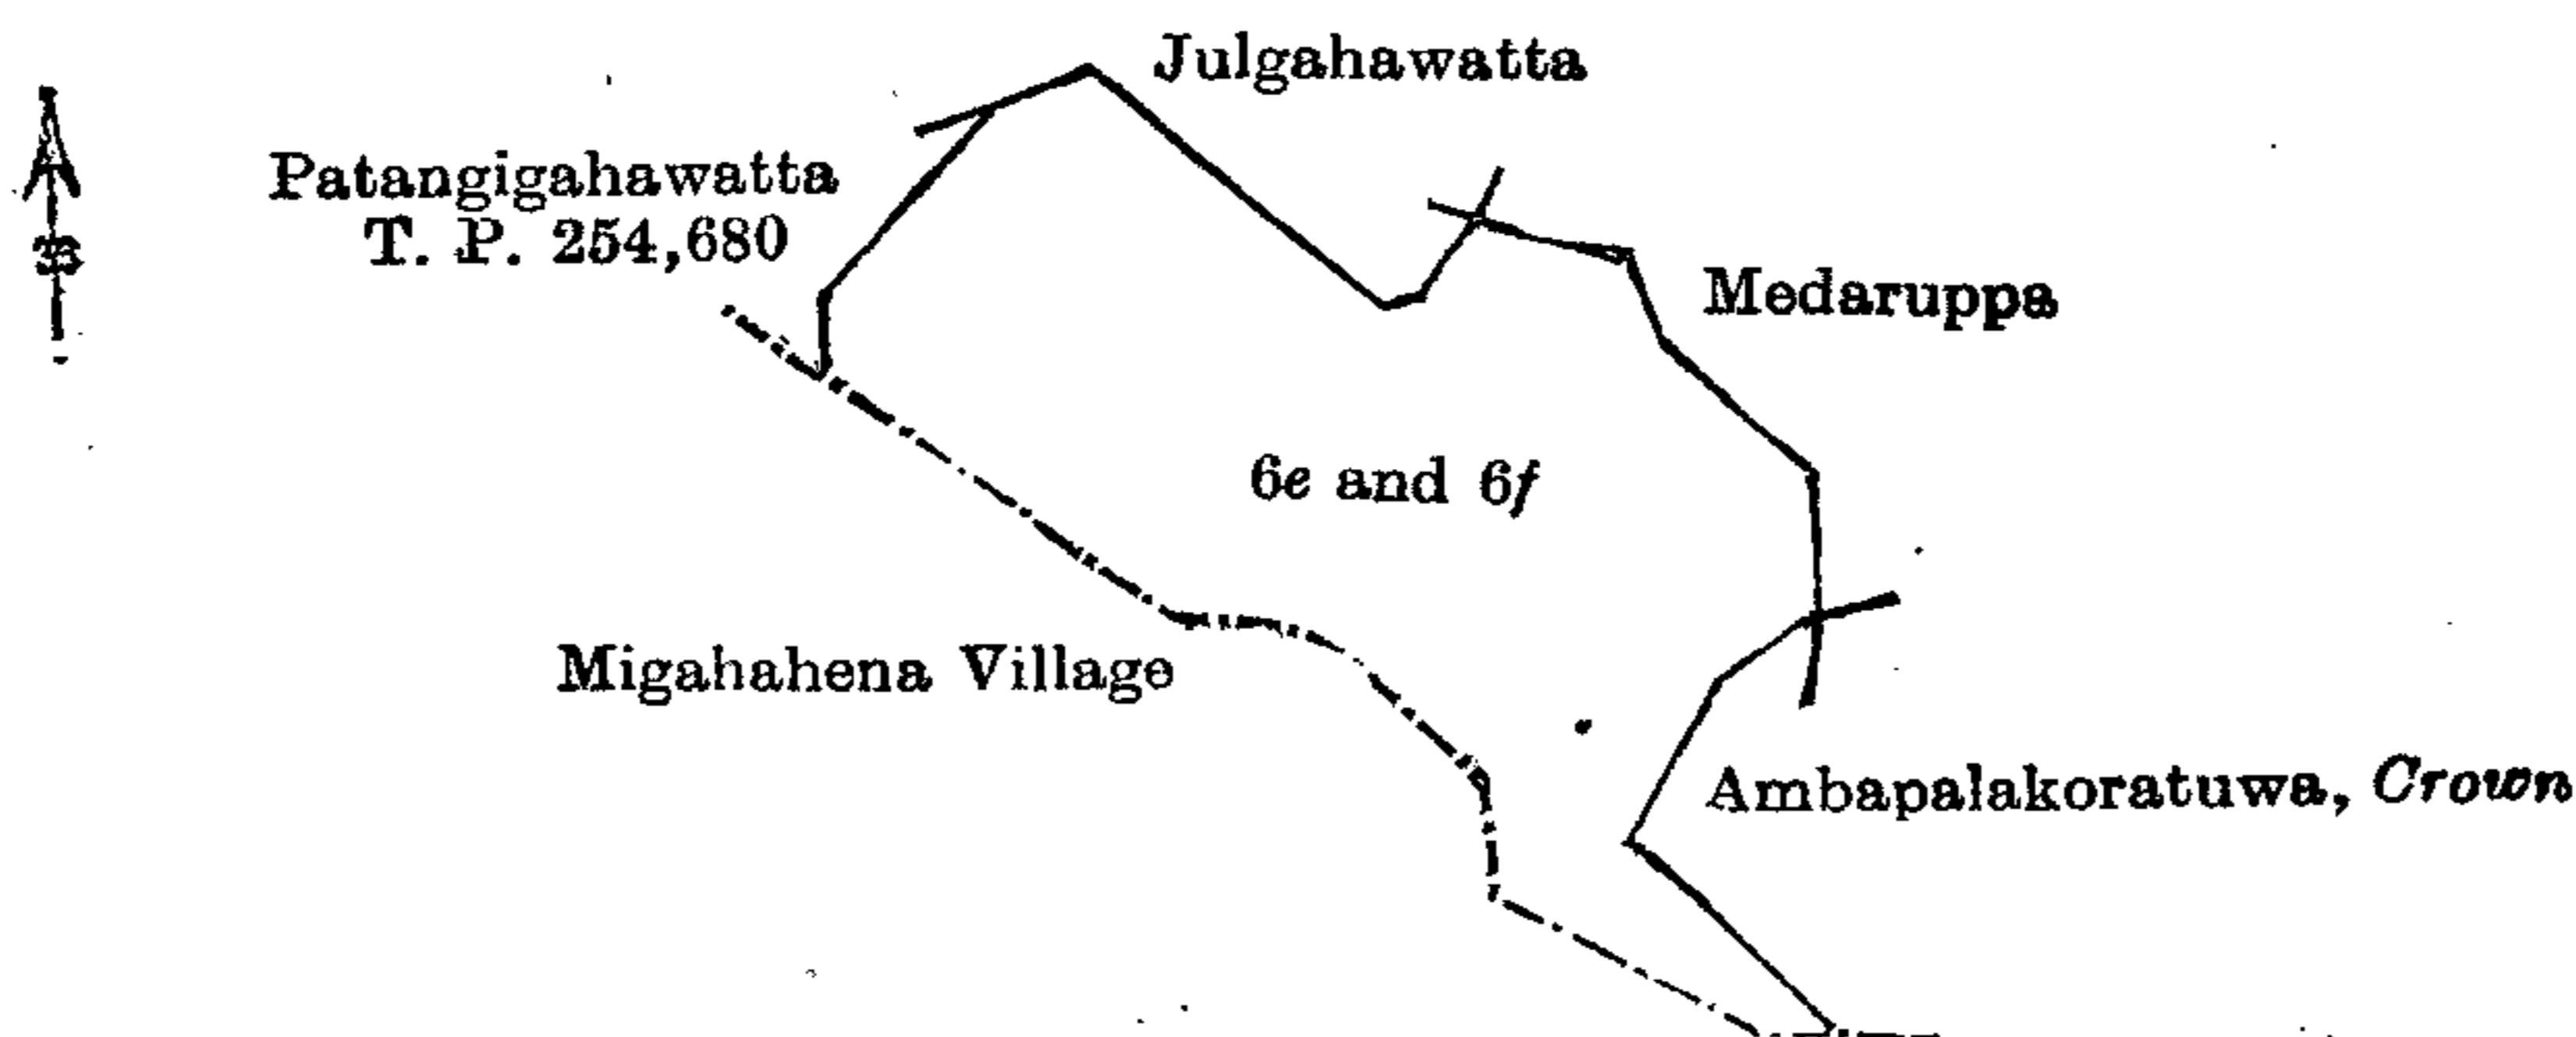 Julgahawatta
Patangigahawatta
T. P. 254,680
Medaruppa
6e and 6f
Migahahena Village
Ambapalakoratuwa, Crown